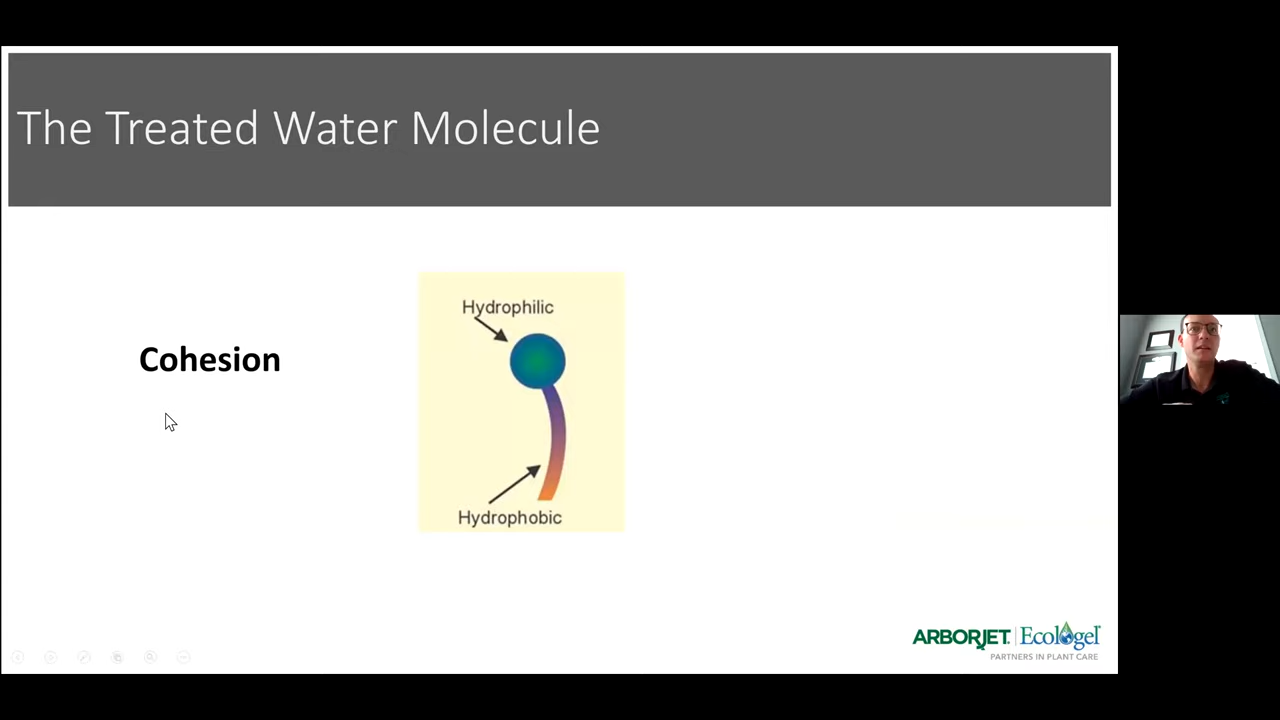 The Treated Water Molecule
Hydrophilic
Cohesion
Hydrophobic
ARBORJET. | Ecologel
PARTNERS IN PLANT CARE